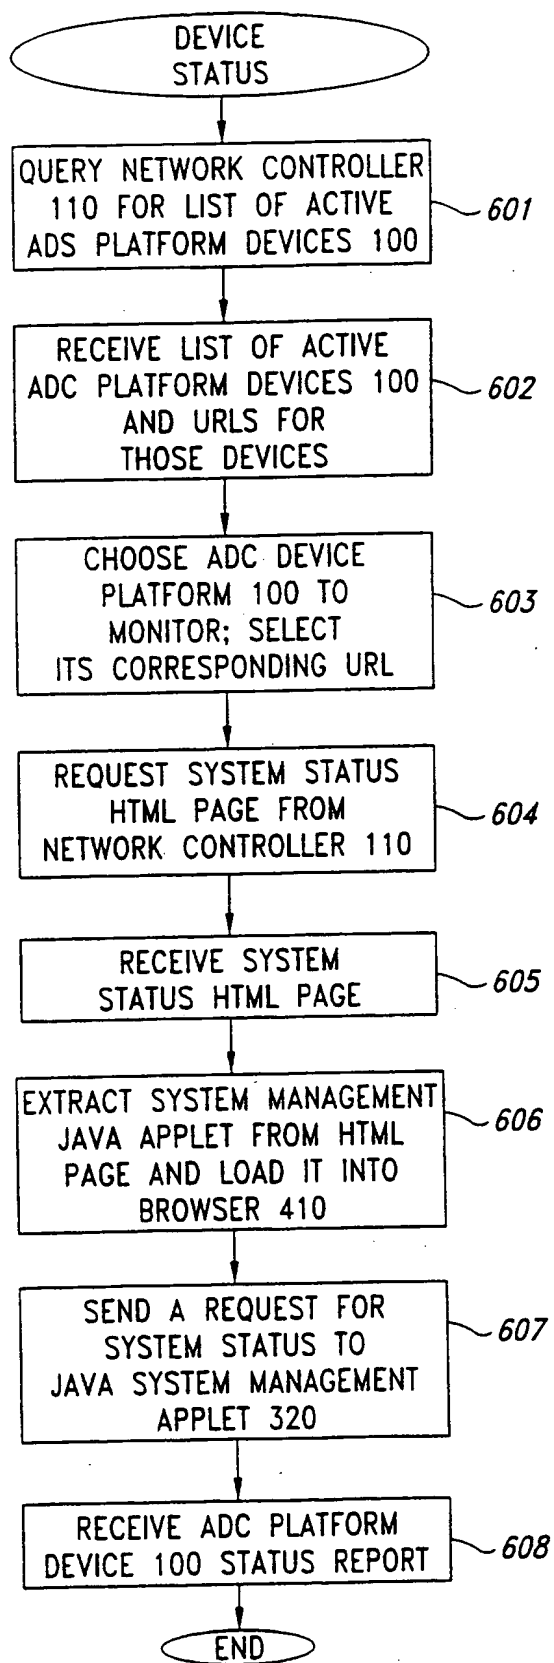 DEVICE
STATUS
QUERY NETWORK CONTROLLER
110 FOR LIST OF ACTIVE
ADS PLATFORM DEVICES 100
601
RECEIVE LIST OF ACTIVE
ADC PLATFORM DEVICES 100
AND URLS FOR
THOSE DEVICES
602
CHOOSE ADC DEVICE
PLATFORM 100 TO
MONITOR; SELECT
ITS CORRESPONDING URL
603
REQUEST SYSTEM STATUS
HTML PAGE FROM
NETWORK CONTROLLER 110
604
RECEIVE SYSTEM
STATUS HTML PAGE
605
EXTRACT SYSTEM MANAGEMENT
JAVA APPLET FROM HTML
PAGE AND LOAD IT INTO
BROWSER 410
606
SEND A REQUEST FOR
SYSTEM STATUS TO
JAVA SYSTEM MANAGEMENT
APPLET 320
607
RECEIVE ADC PLATFORM
DEVICE 100 STATUS REPORT
608
END